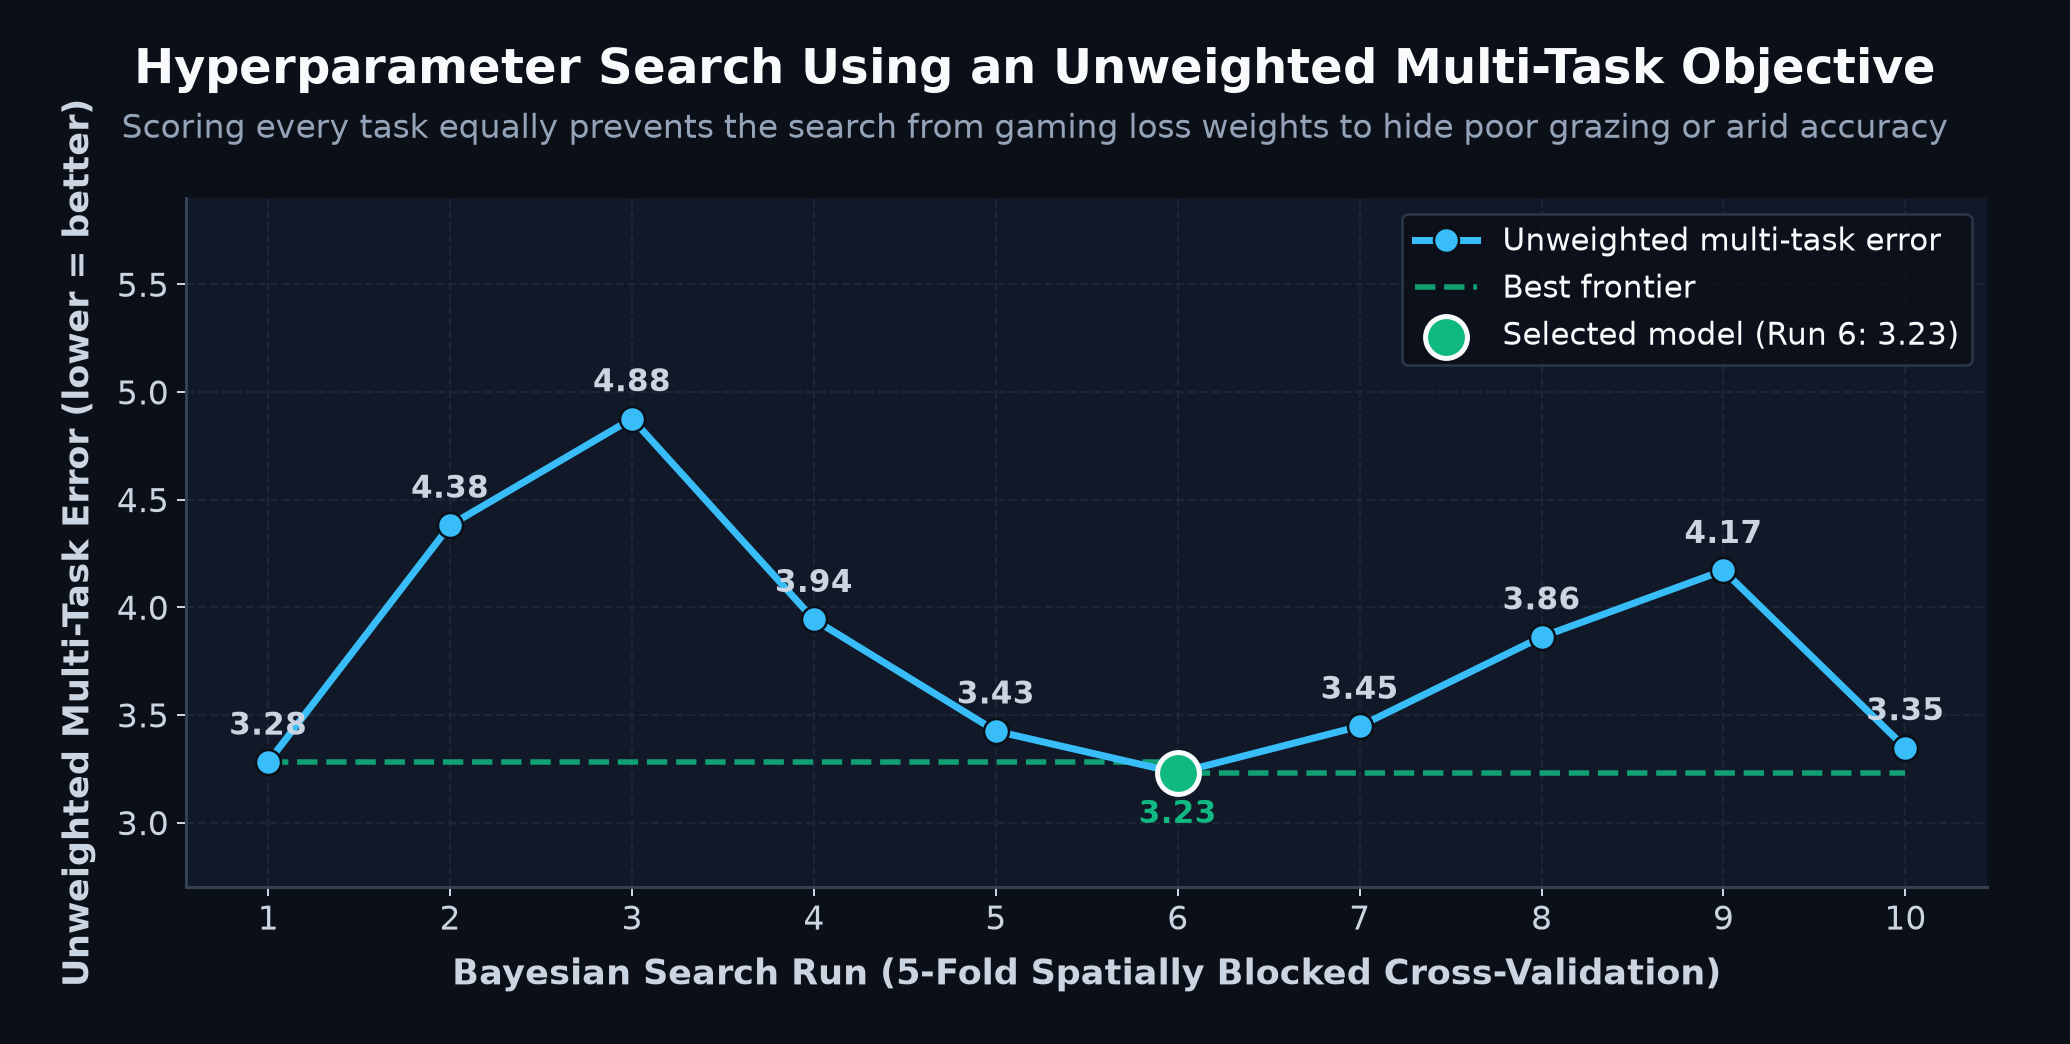 Hyperparameter Search Using an Unweighted Multi-Task Objective
Scoring every task equally prevents the search from gaming loss weights to hide poor grazing or arid accuracy
Unweighted Multi-Task Error (lower = better)
5.5
5.0
4.5
4.0
3.5
3.0
Unweighted multi-task error
Best frontier
Selected model (Run 6: 3.23)
3.28
4.38
4.88
3.94
3.43
3.23
3.45
3.86
4.17
3.35
1 2 3 4 5 6 7 8 9 10
Bayesian Search Run (5-Fold Spatially Blocked Cross-Validation)